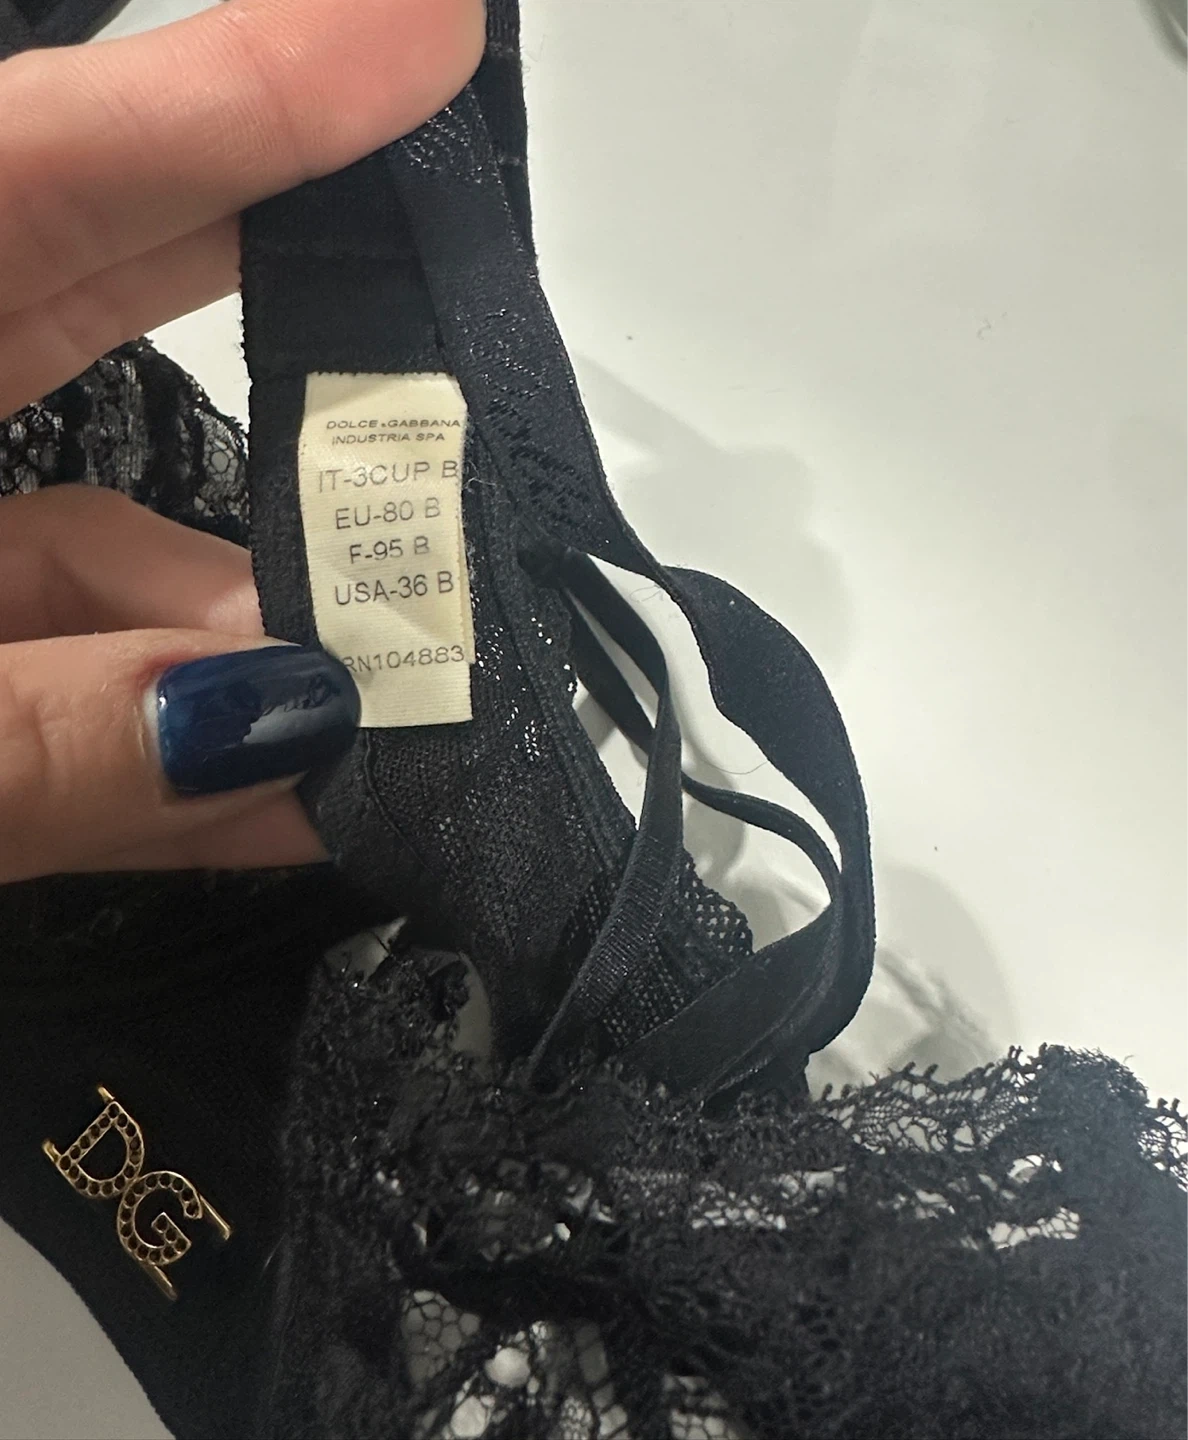 DOLCE & GABBANA
INDUSTRIA SPA
IT-3CUP B
EU-80 B
F-95 B
USA-36 B
RN104883
DG